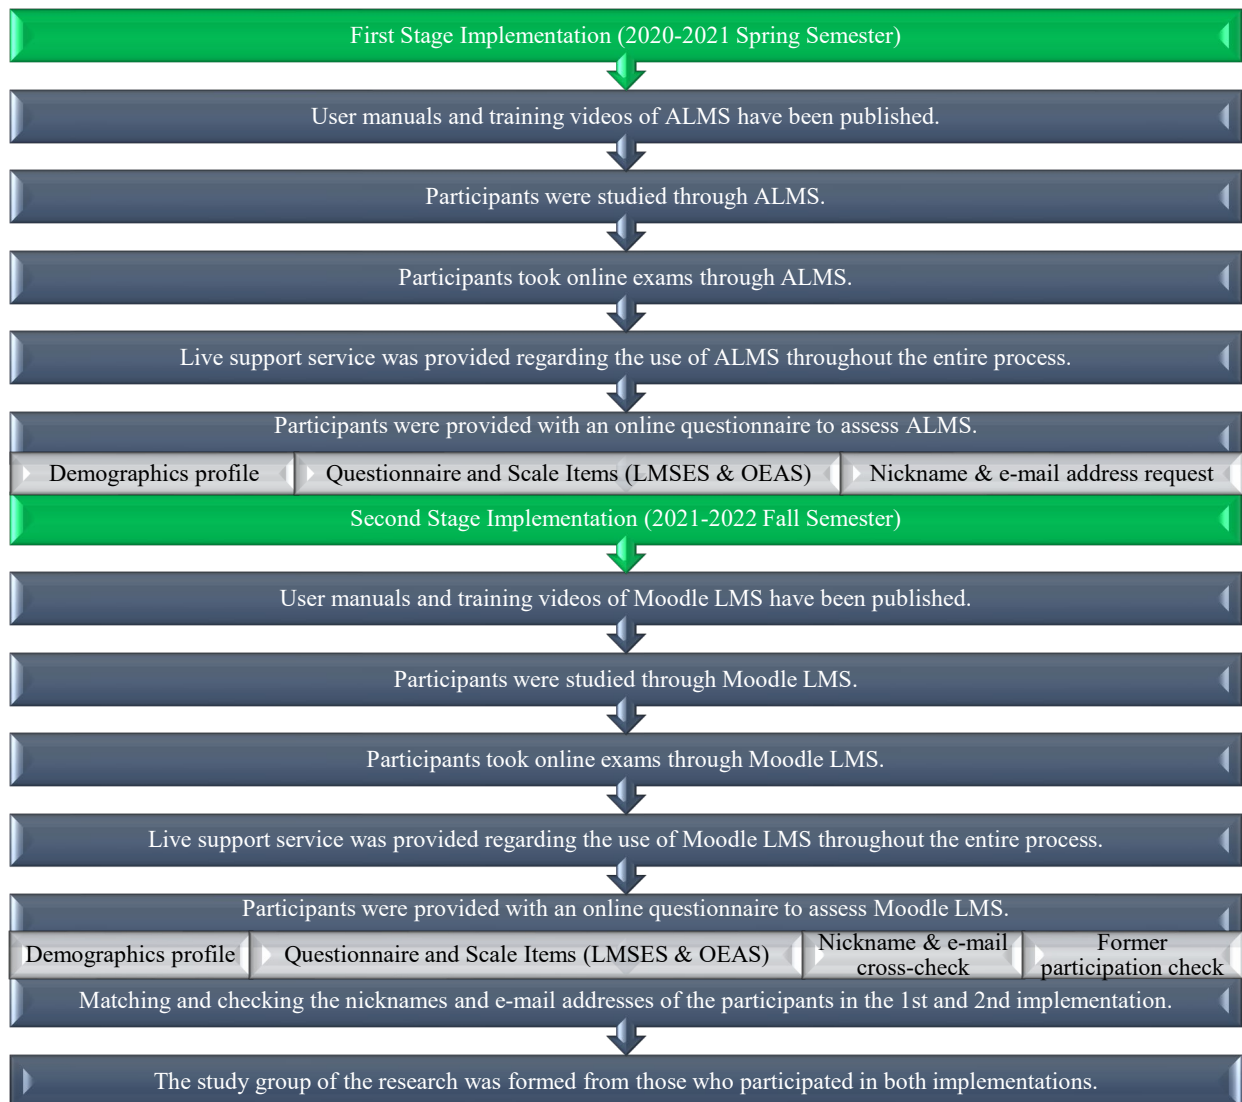 First Stage Implementation (2020-2021 Spring Semester)
User manuals and training videos of ALMS have been published.
Participants were studied through ALMS.
Participants took online exams through ALMS.
Live support service was provided regarding the use of ALMS throughout the entire process.
Participants were provided with an online questionnaire to assess ALMS.
Demographics profile
Questionnaire and Scale Items (LMSES & OEAS)
Nickname & e-mail address request
Second Stage Implementation (2021-2022 Fall Semester)
User manuals and training videos of Moodle LMS have been published.
Participants were studied through Moodle LMS.
Participants took online exams through Moodle LMS.
Live support service was provided regarding the use of Moodle LMS throughout the entire process.
Participants were provided with an online questionnaire to assess Moodle LMS.
Demographics profile
Questionnaire and Scale Items (LMSES & OEAS)
Nickname & e-mail
cross-check
Former
participation check
Matching and checking the nicknames and e-mail addresses of the participants in the 1st and 2nd implementation.
The study group of the research was formed from those who participated in both implementations.